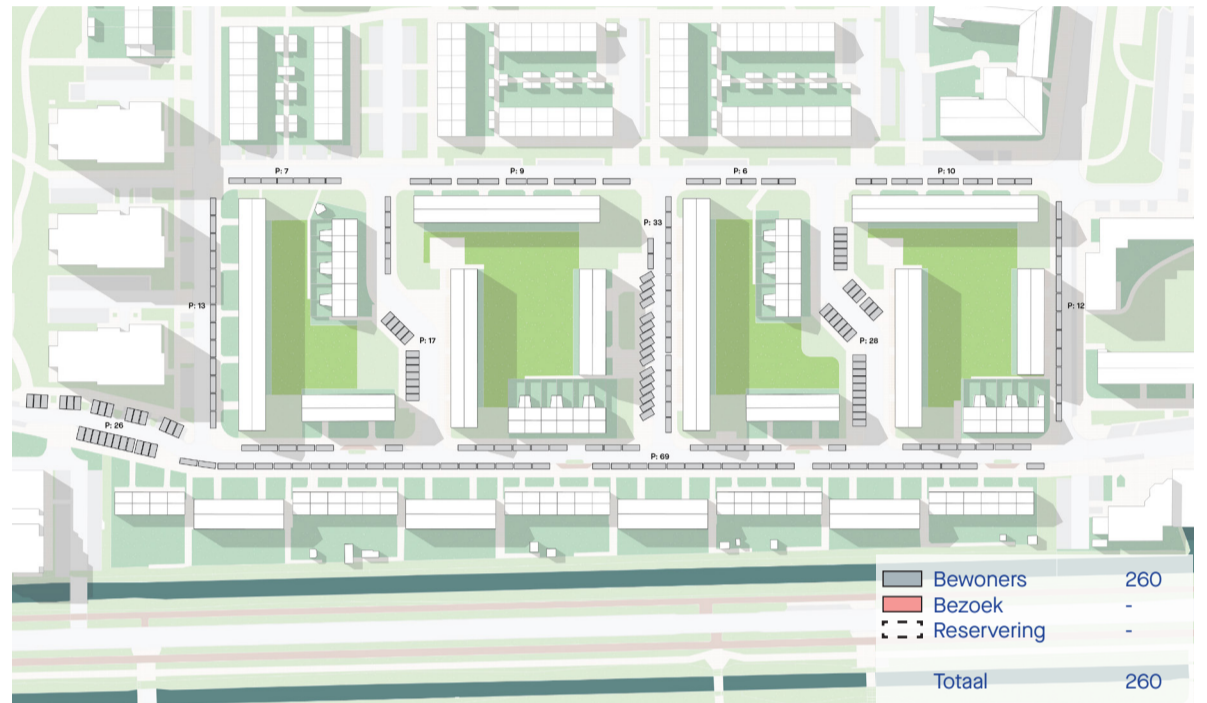 P: 7
P: 9
P: 6
P: 10
P: 33
P: 13
P: 12
P: 17
P: 28
P: 26
P: 69
Bewoners 260
Bezoek -
Reservering -
Totaal 260